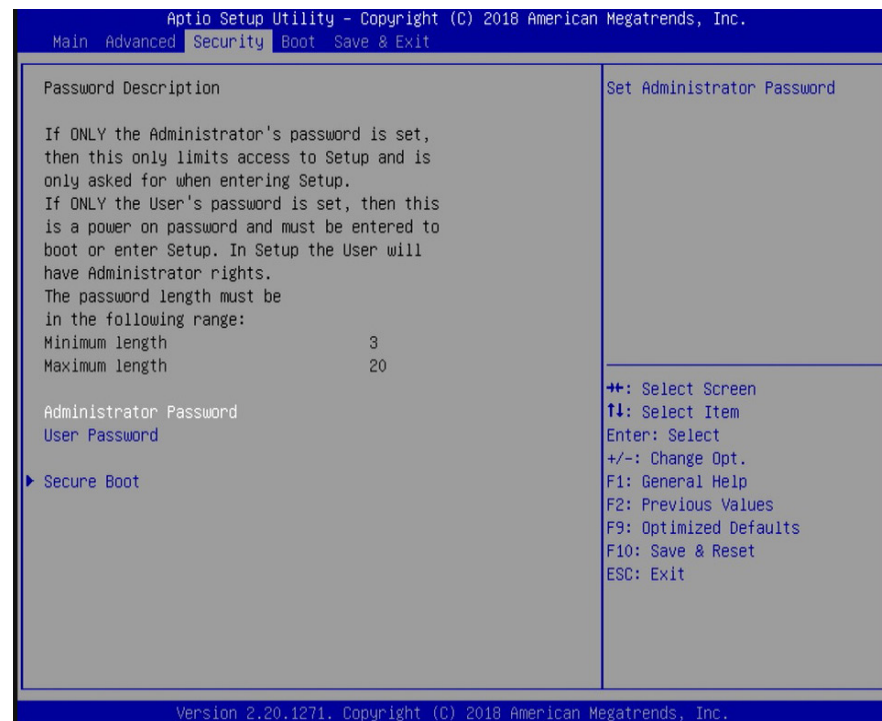 Aptio Setup Utility – Copyright (C) 2018 American Megatrends, Inc.
Main Advanced Security Boot Save & Exit
Password Description
If ONLY the Administrator's password is set,
then this only limits access to Setup and is
only asked for when entering Setup.
If ONLY the User's password is set, then this
is a power on password and must be entered to
boot or enter Setup. In Setup the User will
have Administrator rights.
The password length must be
in the following range:
Minimum length 3
Maximum length 20
Administrator Password
User Password
Secure Boot
Set Administrator Password
→←: Select Screen
↑↓: Select Item
Enter: Select
+/-: Change Opt.
F1: General Help
F2: Previous Values
F9: Optimized Defaults
F10: Save & Reset
ESC: Exit
Version 2.20.1271. Copyright (C) 2018 American Megatrends, Inc.